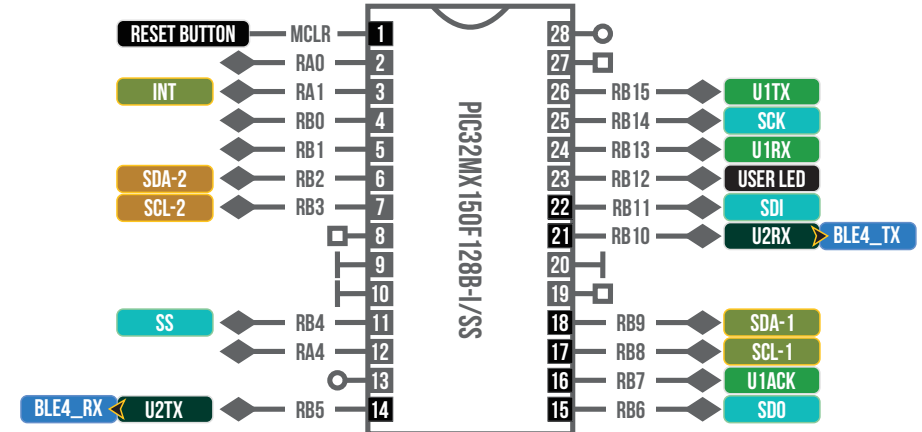 RESET BUTTON MCLR 1 28
RA0 2 27
INT RA1 3 26 RB15 U1TX
RB0 4 25 RB14 SCK
RB1 5 24 RB13 U1RX
SDA-2 RB2 6 23 RB12 USER LED
SCL-2 RB3 7 22 RB11 SDI
8 21 RB10 U2RX BLE4_TX
9 20
10 19
SS RB4 11 18 RB9 SDA-1
RA4 12 17 RB8 SCL-1
13 16 RB7 U1ACK
BLE4_RX U2TX RB5 14 15 RB6 SDO
PIC32MX150F128B-I/SS